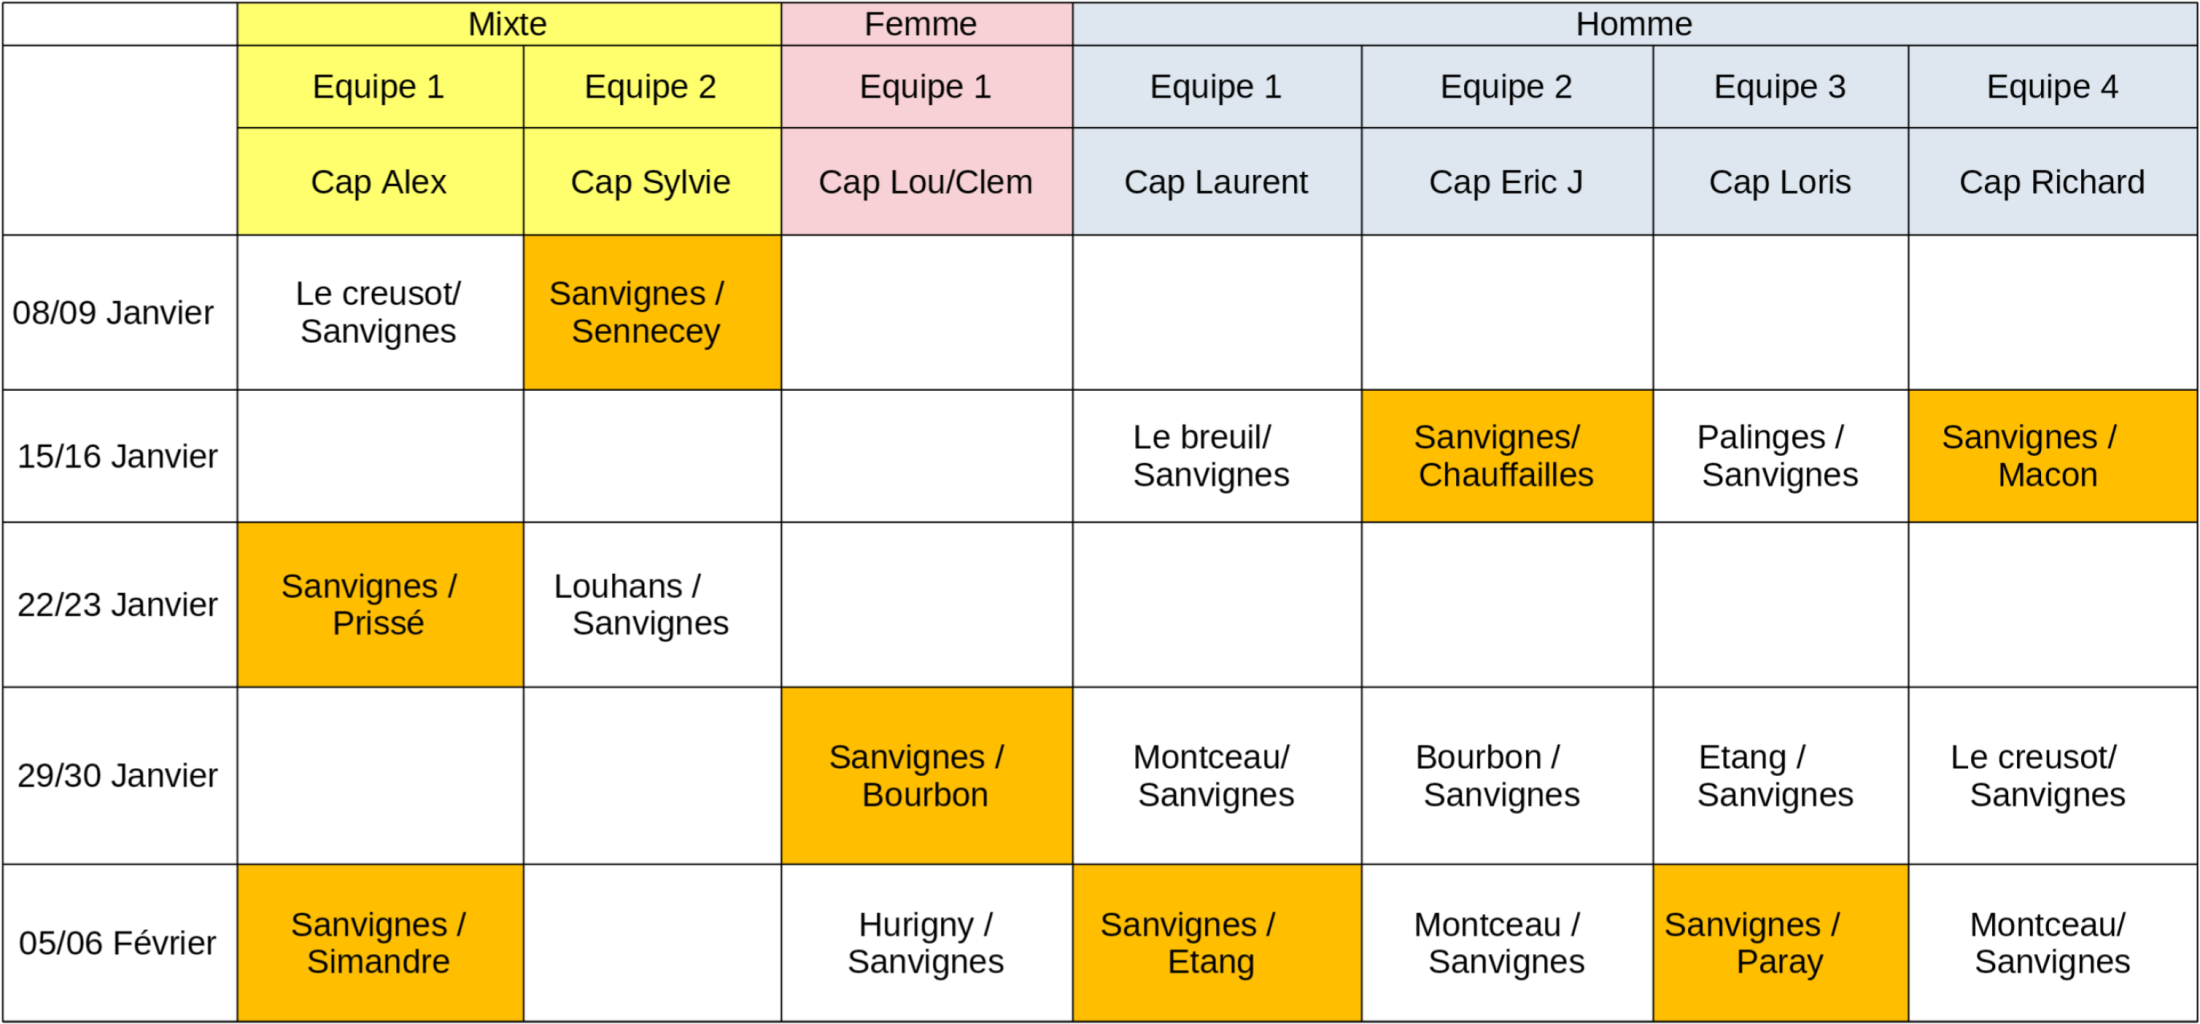 Mixte
Femme
Homme
Equipe 1
Equipe 2
Equipe 1
Equipe 1
Equipe 2
Equipe 3
Equipe 4
Cap Alex
Cap Sylvie
Cap Lou/Clem
Cap Laurent
Cap Eric J
Cap Loris
Cap Richard
08/09 Janvier
Le creusot/
Sanvignes
Sanvignes /
Sennecey
15/16 Janvier
Le breuil/
Sanvignes
Sanvignes/
Chauffailles
Palinges /
Sanvignes
Sanvignes /
Macon
22/23 Janvier
Sanvignes /
Prissé
Louhans /
Sanvignes
29/30 Janvier
Sanvignes /
Bourbon
Montceau/
Sanvignes
Bourbon /
Sanvignes
Etang /
Sanvignes
Le creusot/
Sanvignes
05/06 Février
Sanvignes /
Simandre
Hurigny /
Sanvignes
Sanvignes /
Etang
Montceau /
Sanvignes
Sanvignes /
Paray
Montceau/
Sanvignes